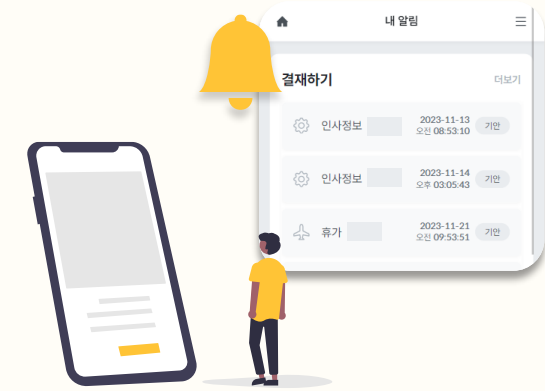 내 알림
결재하기 더보기
인사정보 2023-11-13 기안
오전 08:53:10
인사정보 2023-11-14 기안
오후 03:05:43
휴가 2023-11-21 기안
오전 09:53:51